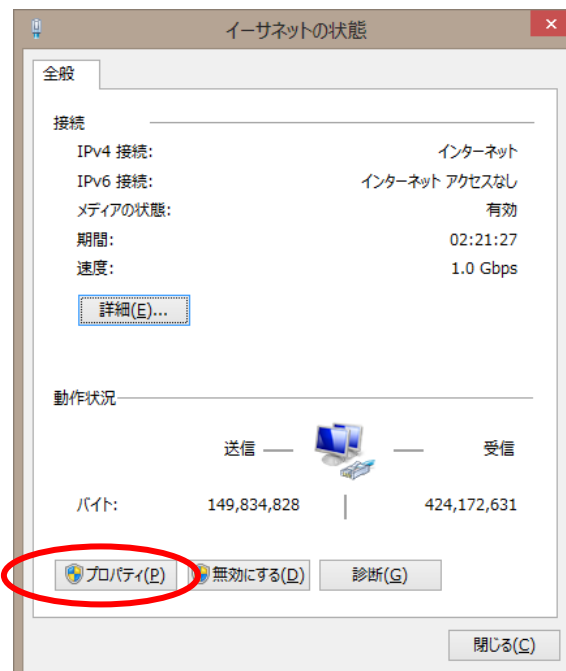 イーサネットの状態
全般
接続
IPv4 接続: インターネット
IPv6 接続: インターネット アクセスなし
メディアの状態: 有効
期間: 02:21:27
速度: 1.0 Gbps
詳細(E)...
動作状況
送信 受信
バイト: 149,834,828 424,172,631
プロパティ(P) 無効にする(D) 診断(G)
閉じる(C)